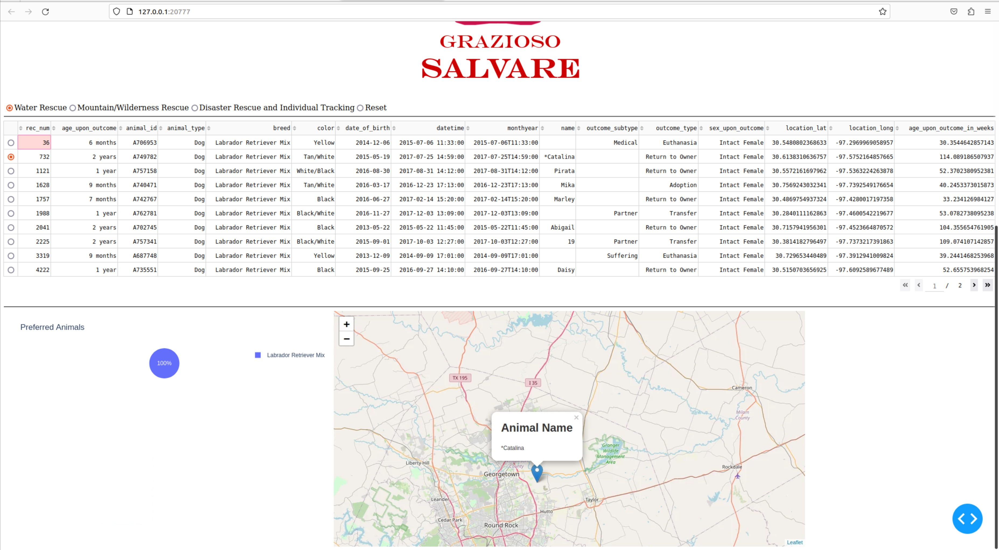 127.0.0.1:20777
GRAZIOSO
SALVARE
Water Rescue Mountain/Wilderness Rescue Disaster Rescue and Individual Tracking Reset
rec_num age_upon_outcome animal_id animal_type breed color date_of_birth datetime monthyear name outcome_subtype outcome_type sex_upon_outcome location_lat location_long age_upon_outcome_in_weeks
36 6 months A706953 Dog Labrador Retriever Mix Yellow 2014-12-06 2015-07-06 11:33:00 2015-07-06T11:33:00 Medical Euthanasia Intact Female 30.5480802368633 -97.2969969058957 30.3544642857143
732 2 years A749782 Dog Labrador Retriever Mix Tan/White 2015-05-19 2017-07-25 14:59:00 2017-07-25T14:59:00 *Catalina Return to Owner Intact Female 30.6138310636757 -97.5752164857665 114.089186507937
1121 1 year A757158 Dog Labrador Retriever Mix White/Black 2016-08-30 2017-08-31 14:12:00 2017-08-31T14:12:00 Pirata Return to Owner Intact Female 30.5572161697962 -97.5363224263878 52.3702380952381
1628 9 months A740471 Dog Labrador Retriever Mix Tan/White 2016-03-17 2016-12-23 17:13:00 2016-12-23T17:13:00 Mika Adoption Intact Female 30.7569243032341 -97.7392549176654 40.2453373015873
1757 7 months A742767 Dog Labrador Retriever Mix Black 2016-06-27 2017-02-14 15:20:00 2017-02-14T15:20:00 Marley Return to Owner Intact Female 30.4869754937324 -97.4280017197358 33.234126984127
1988 1 year A762781 Dog Labrador Retriever Mix Black/White 2016-11-27 2017-12-03 13:09:00 2017-12-03T13:09:00 Partner Transfer Intact Female 30.2840111162863 -97.4600542219677 53.0782738095238
2041 2 years A702745 Dog Labrador Retriever Mix Black 2013-05-22 2015-05-22 11:45:00 2015-05-22T11:45:00 Abigail Return to Owner Intact Female 30.7157941956301 -97.4523664870572 104.355654761905
2225 2 years A757341 Dog Labrador Retriever Mix Black/White 2015-09-01 2017-10-03 12:27:00 2017-10-03T12:27:00 19 Partner Transfer Intact Female 30.3814182796497 -97.7373217391863 109.074107142857
3319 9 months A687748 Dog Labrador Retriever Mix Yellow 2013-12-09 2014-09-09 17:01:00 2014-09-09T17:01:00 Suffering Euthanasia Intact Female 30.729653440489 -97.3912941009824 39.2441468253968
4222 1 year A735551 Dog Labrador Retriever Mix Black 2015-09-25 2016-09-27 14:10:00 2016-09-27T14:10:00 Daisy Return to Owner Intact Female 30.5150703656925 -97.6092589677489 52.655753968254
1 / 2
Preferred Animals
100%
Labrador Retriever Mix
+
−
TX 195
I 35
Cameron
Milam
County
Animal Name
*Catalina
Granger
Wildlife
Management
Area
Liberty Hill
County
Rockdale
Georgetown
Leander
Taylor
Hutto
Cedar Park
Round Rock
Leaflet